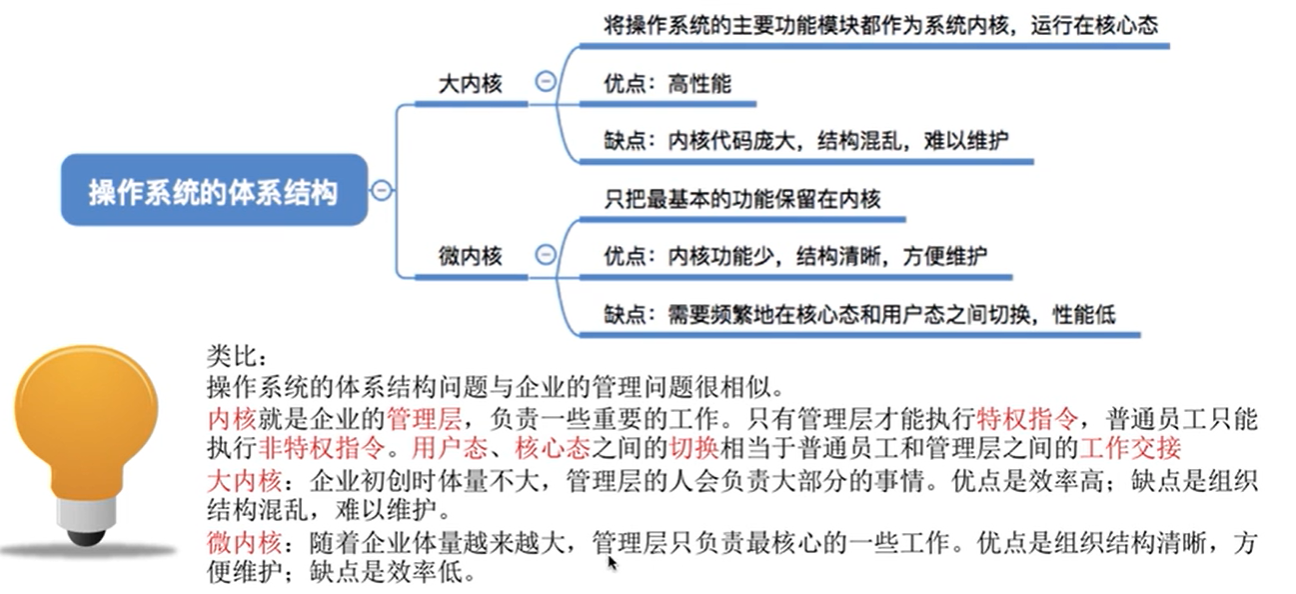 将操作系统的主要功能模块都作为系统内核，运行在核心态
大内核
优点：高性能
缺点：内核代码庞大，结构混乱，难以维护
操作系统的体系结构
只把最基本的功能保留在内核
微内核
优点：内核功能少，结构清晰，方便维护
缺点：需要频繁地在核心态和用户态之间切换，性能低
类比：
操作系统的体系结构问题与企业的管理问题很相似。
内核就是企业的管理层，负责一些重要的工作。只有管理层才能执行特权指令，普通员工只能
执行非特权指令。用户态、核心态之间的切换相当于普通员工和管理层之间的工作交接
大内核：企业初创时体量不大，管理层的人会负责大部分的事情。优点是效率高；缺点是组织
结构混乱，难以维护。
微内核：随着企业体量越来越大，管理层只负责最核心的一些工作。优点是组织结构清晰，方
便维护；缺点是效率低。